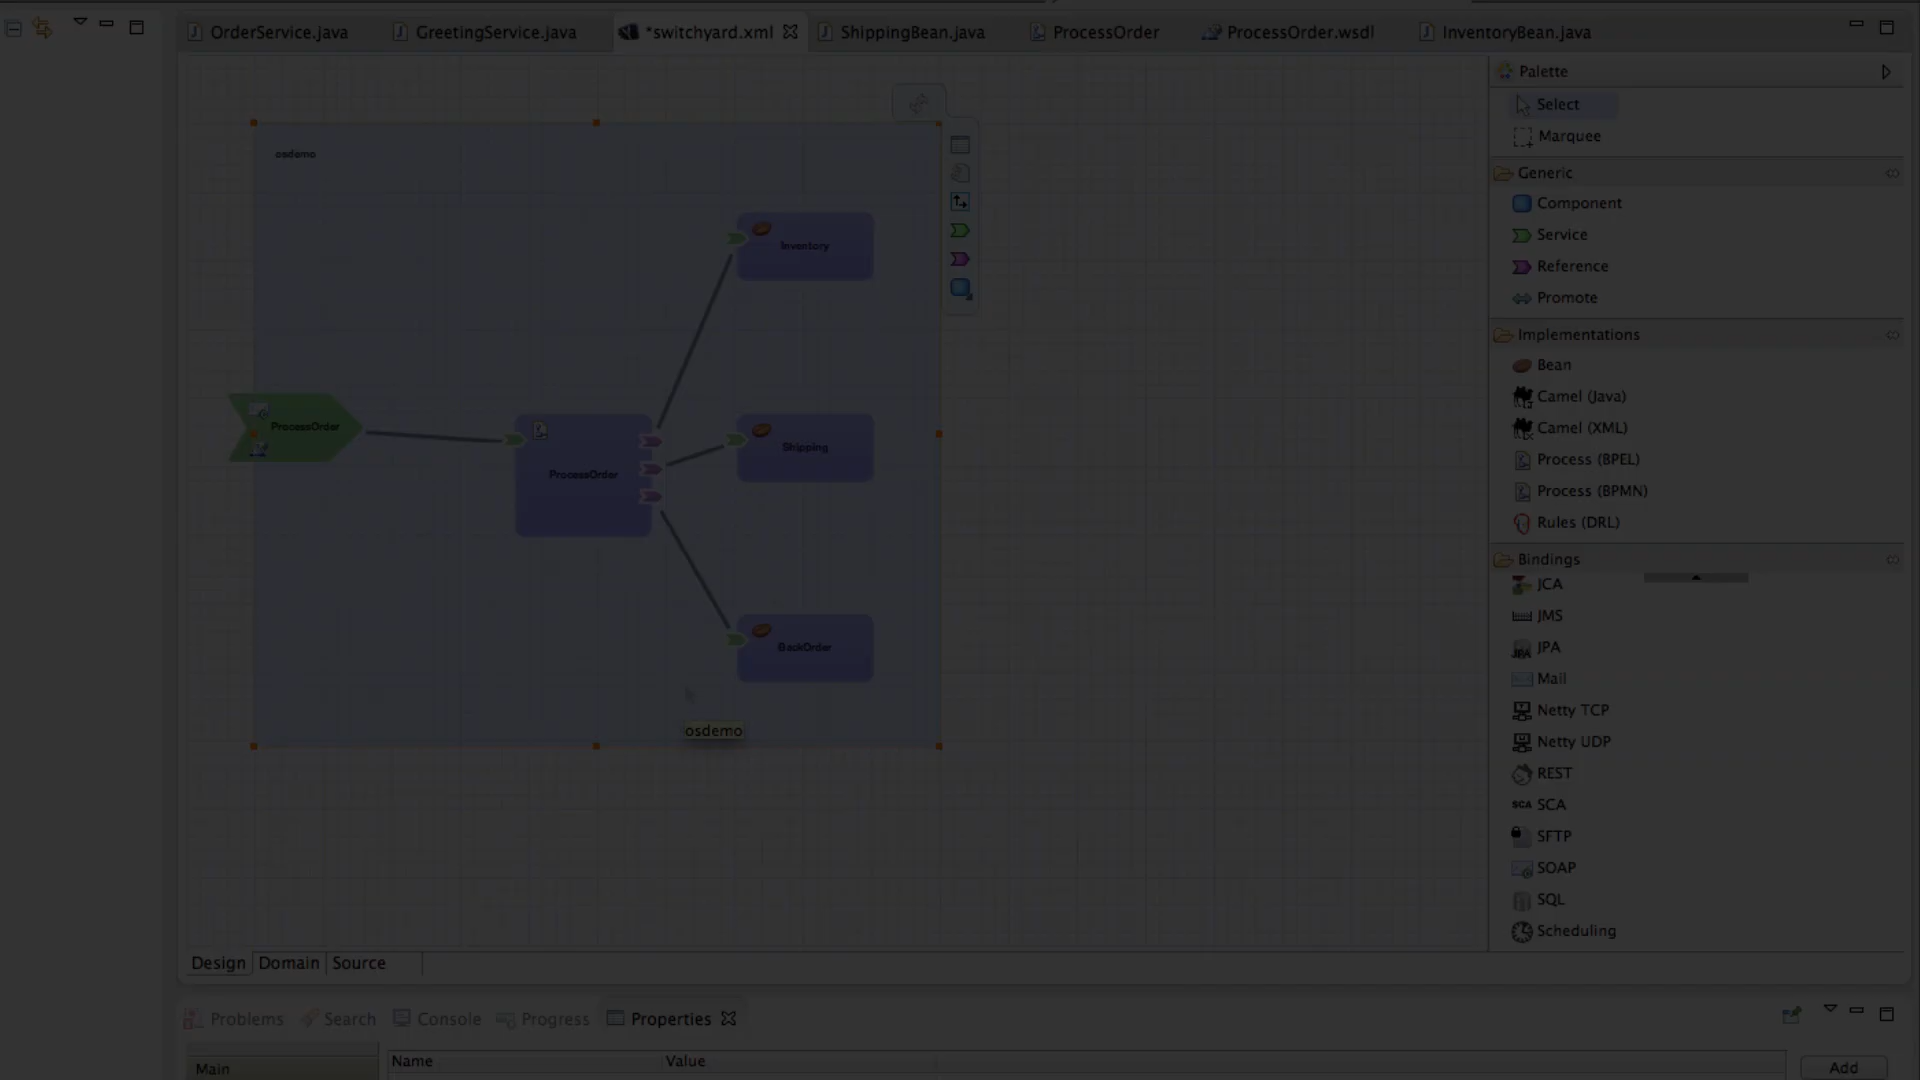 OrderService.java
GreetingService.java
*switchyard.xml
ShippingBean.java
ProcessOrder
ProcessOrder.wsdl
InventoryBean.java
Palette
Select
Marquee
Generic
Component
Service
Reference
Promote
Implementations
Bean
Camel (Java)
Camel (XML)
Process (BPEL)
Process (BPMN)
Rules (DRL)
Bindings
JCA
JMS
JPA
JPA
Mail
Netty TCP
Netty UDP
REST
SCA SCA
SFTP
SOAP
SQL
Scheduling
osdemo
Inventory
ProcessOrder
ProcessOrder
Shipping
BackOrder
osdemo
Design
Domain
Source
Problems
Search
Console
Progress
Properties
Main
Name
Value
Add